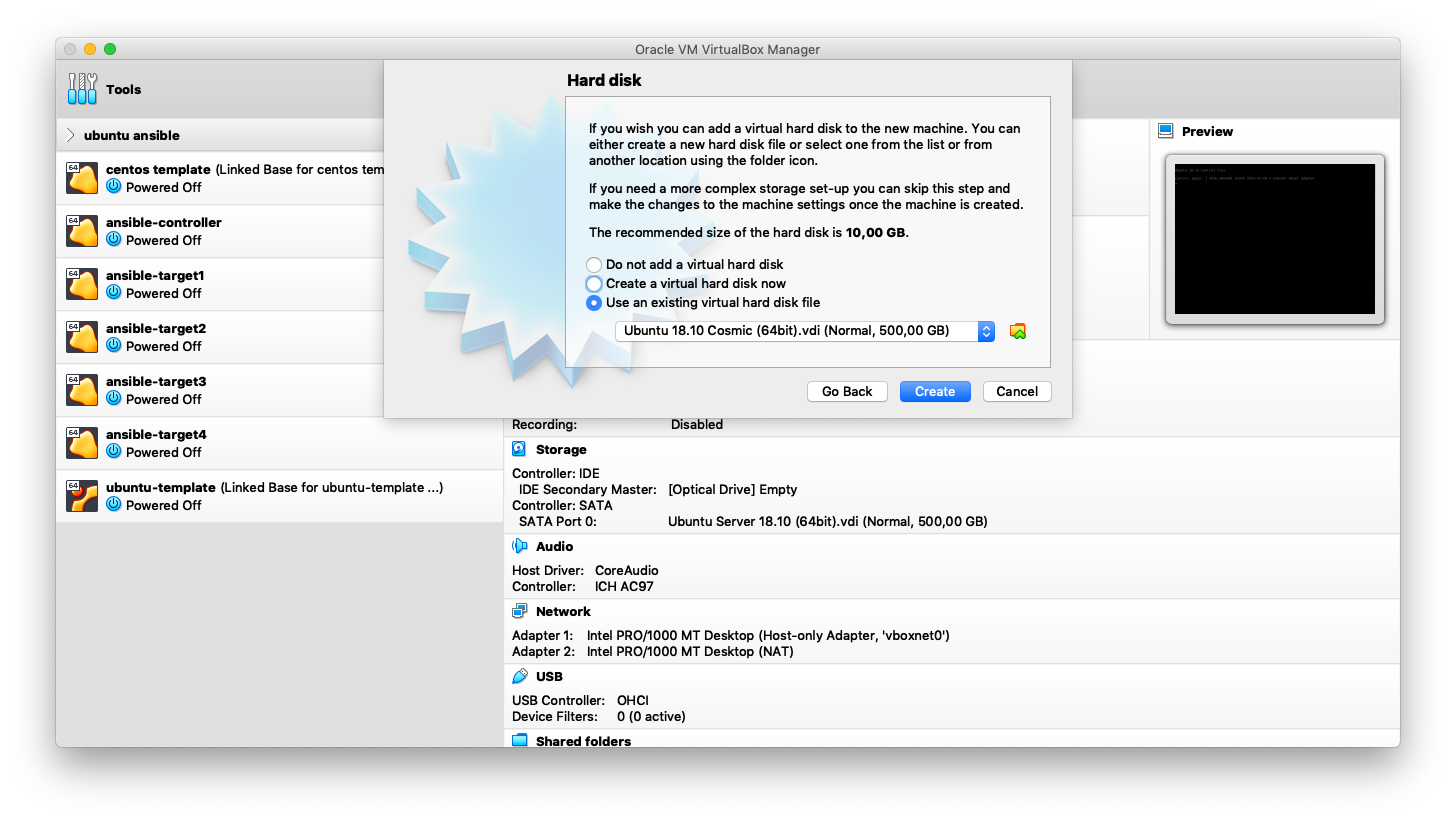 Oracle VM VirtualBox Manager
Tools
ubuntu ansible
64
centos template (Linked Base for centos tem
Powered Off
64
ansible-controller
Powered Off
64
ansible-target1
Powered Off
64
ansible-target2
Powered Off
64
ansible-target3
Powered Off
64
ansible-target4
Powered Off
64
ubuntu-template (Linked Base for ubuntu-template ...)
Powered Off
Hard disk
If you wish you can add a virtual hard disk to the new machine. You can
either create a new hard disk file or select one from the list or from
another location using the folder icon.
If you need a more complex storage set-up you can skip this step and
make the changes to the machine settings once the machine is created.
The recommended size of the hard disk is 10,00 GB.
Do not add a virtual hard disk
Create a virtual hard disk now
Use an existing virtual hard disk file
Ubuntu 18.10 Cosmic (64bit).vdi (Normal, 500,00 GB)
Go Back
Create
Cancel
Preview
Recording: Disabled
Storage
Controller: IDE
IDE Secondary Master: [Optical Drive] Empty
Controller: SATA
SATA Port 0: Ubuntu Server 18.10 (64bit).vdi (Normal, 500,00 GB)
Audio
Host Driver: CoreAudio
Controller: ICH AC97
Network
Adapter 1: Intel PRO/1000 MT Desktop (Host-only Adapter, 'vboxnet0')
Adapter 2: Intel PRO/1000 MT Desktop (NAT)
USB
USB Controller: OHCI
Device Filters: 0 (0 active)
Shared folders